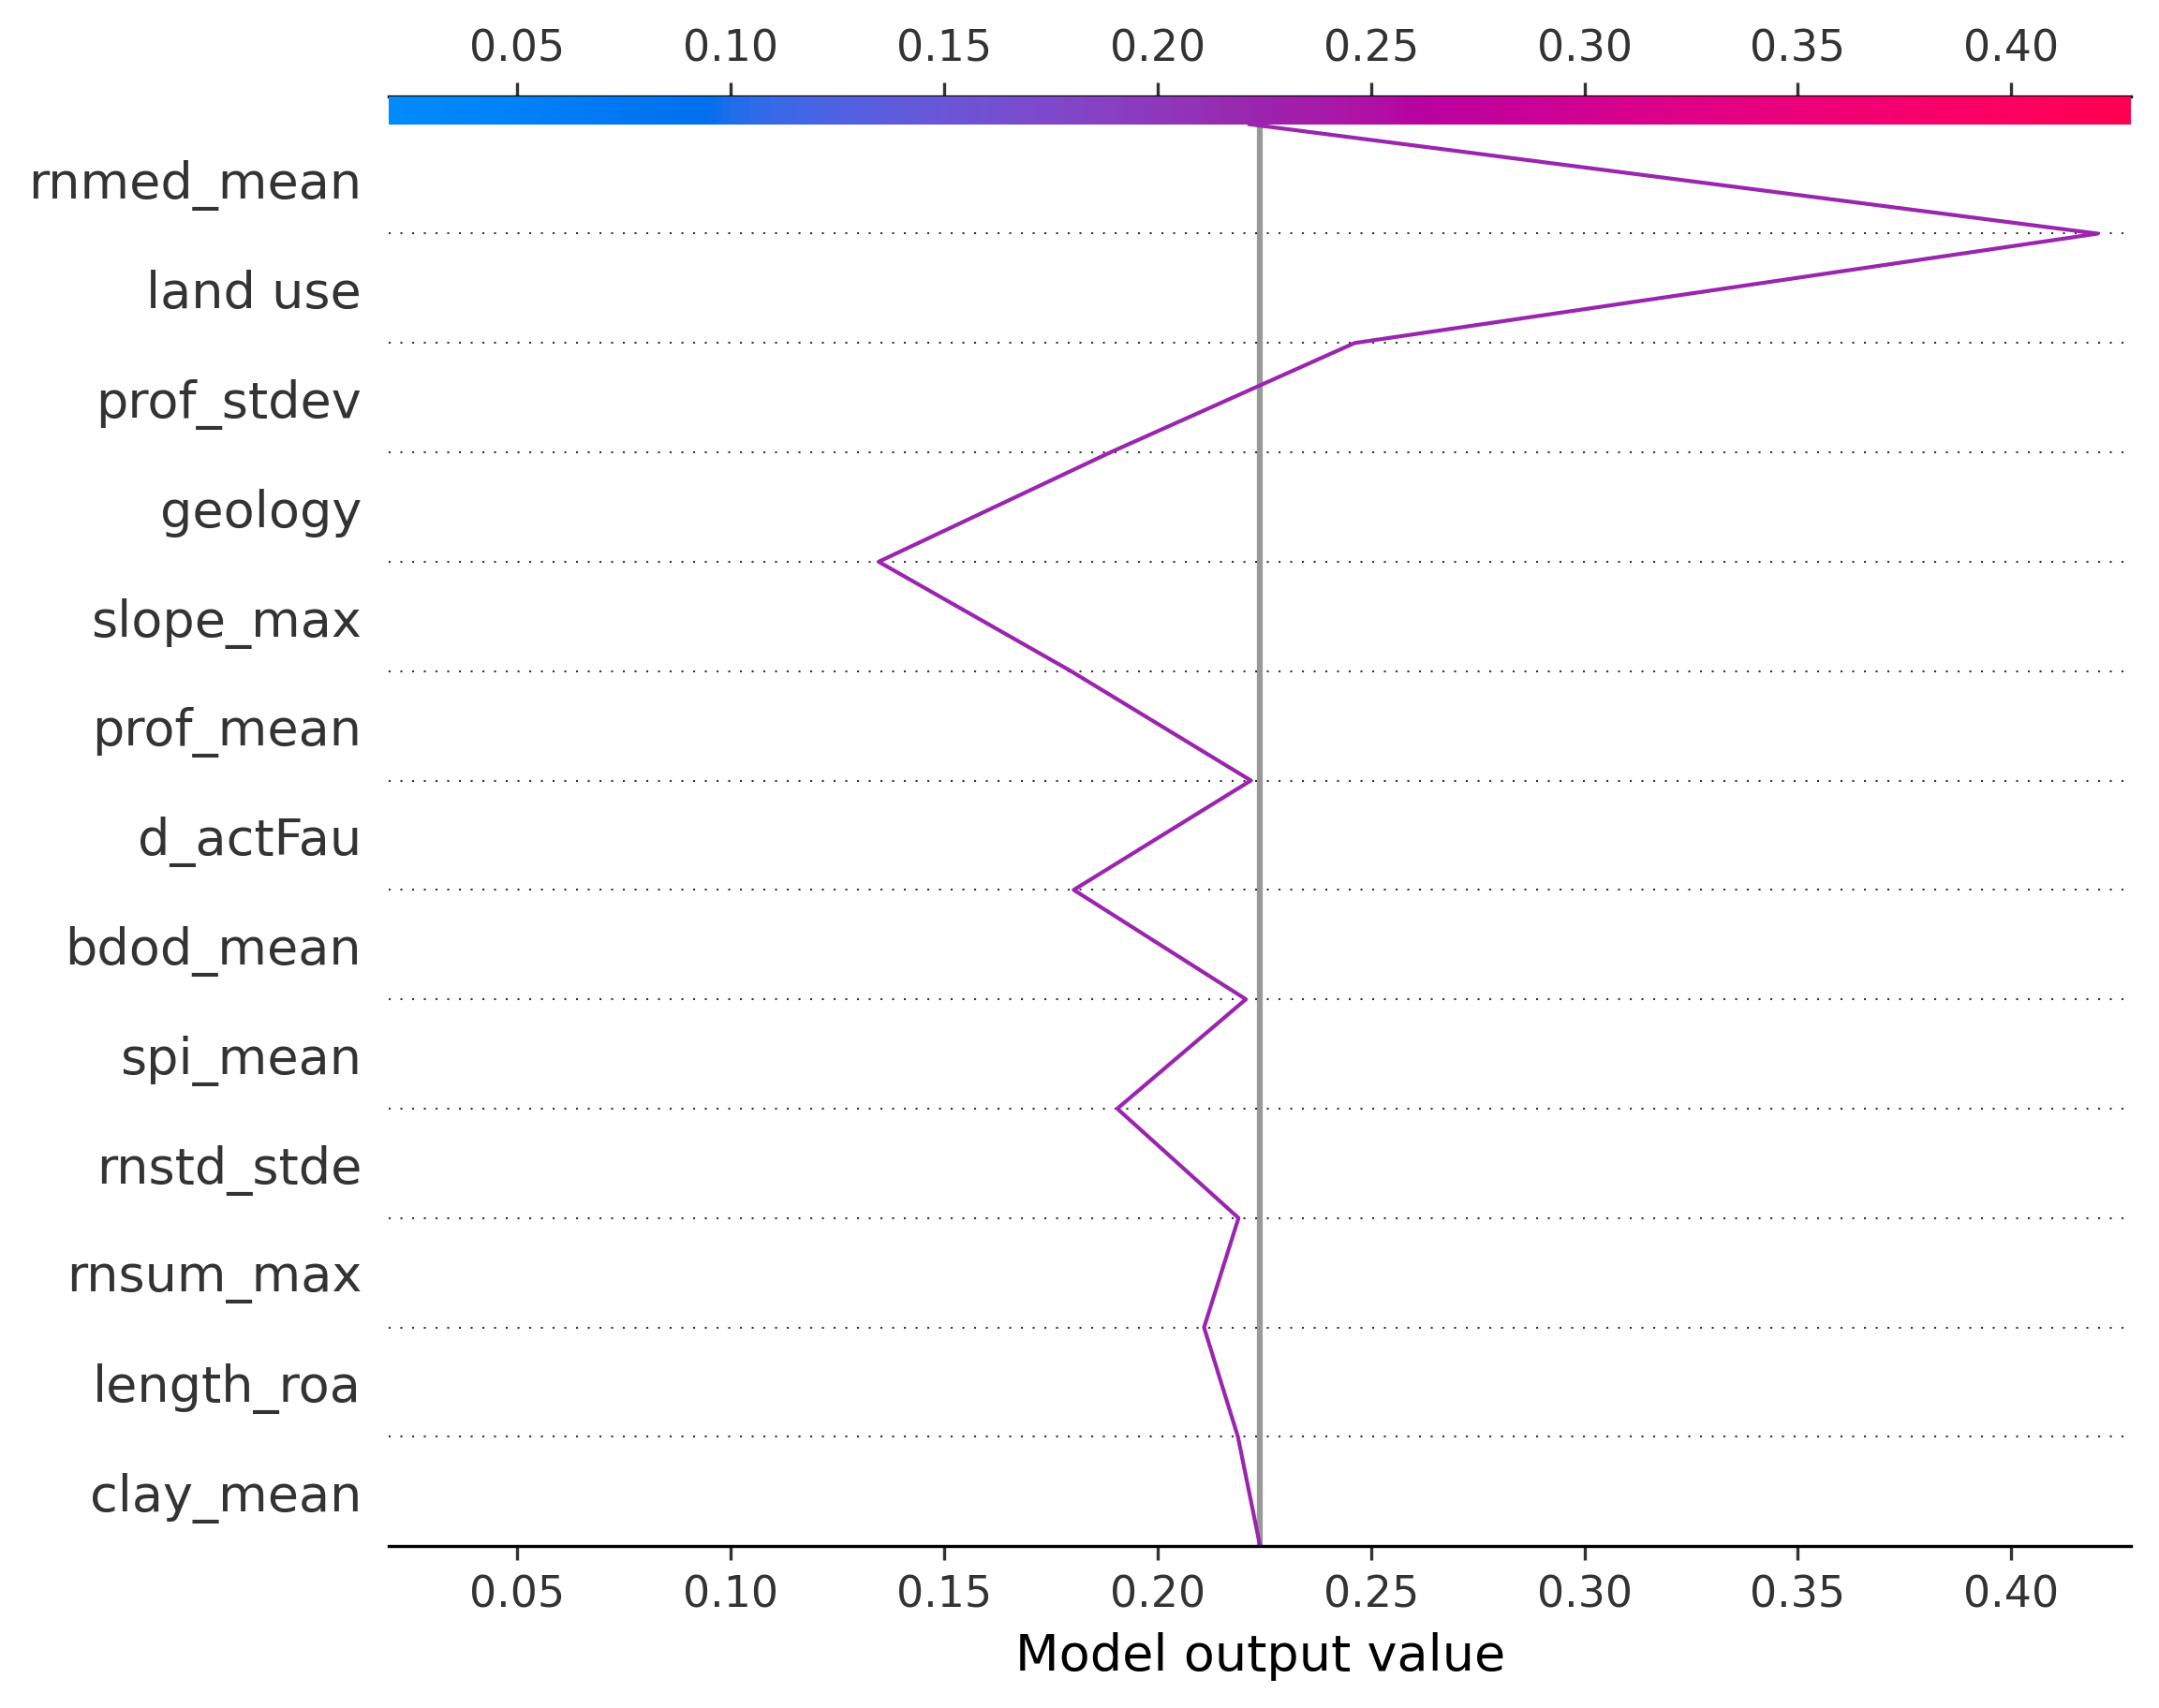 0.05 0.10 0.15 0.20 0.25 0.30 0.35 0.40
rnmed_mean
land use
prof_stdev
geology
slope_max
prof_mean
d_actFau
bdod_mean
spi_mean
rnstd_stde
rnsum_max
length_roa
clay_mean
0.05 0.10 0.15 0.20 0.25 0.30 0.35 0.40
Model output value